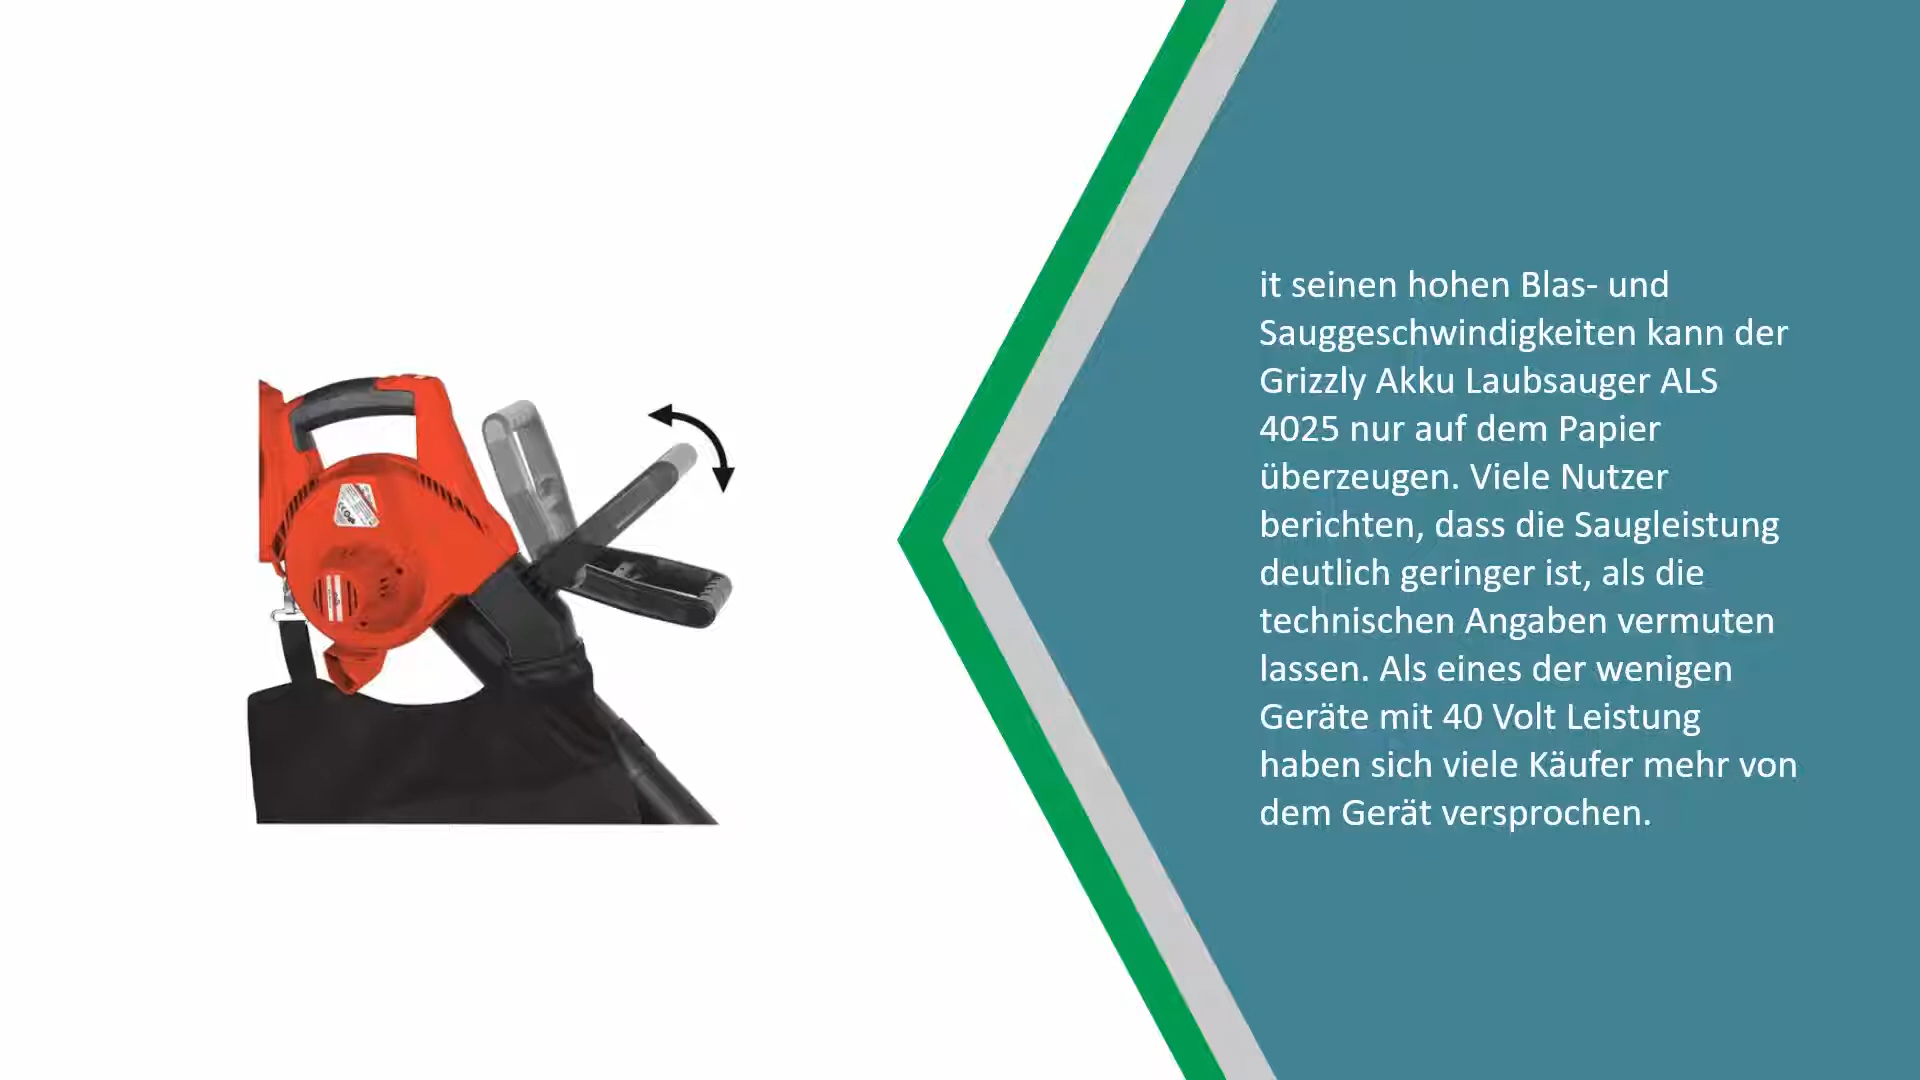 it seinen hohen Blas- und
Sauggeschwindigkeiten kann der
Grizzly Akku Laubsauger ALS
4025 nur auf dem Papier
überzeugen. Viele Nutzer
berichten, dass die Saugleistung
deutlich geringer ist, als die
technischen Angaben vermuten
lassen. Als eines der wenigen
Geräte mit 40 Volt Leistung
haben sich viele Käufer mehr von
dem Gerät versprochen.